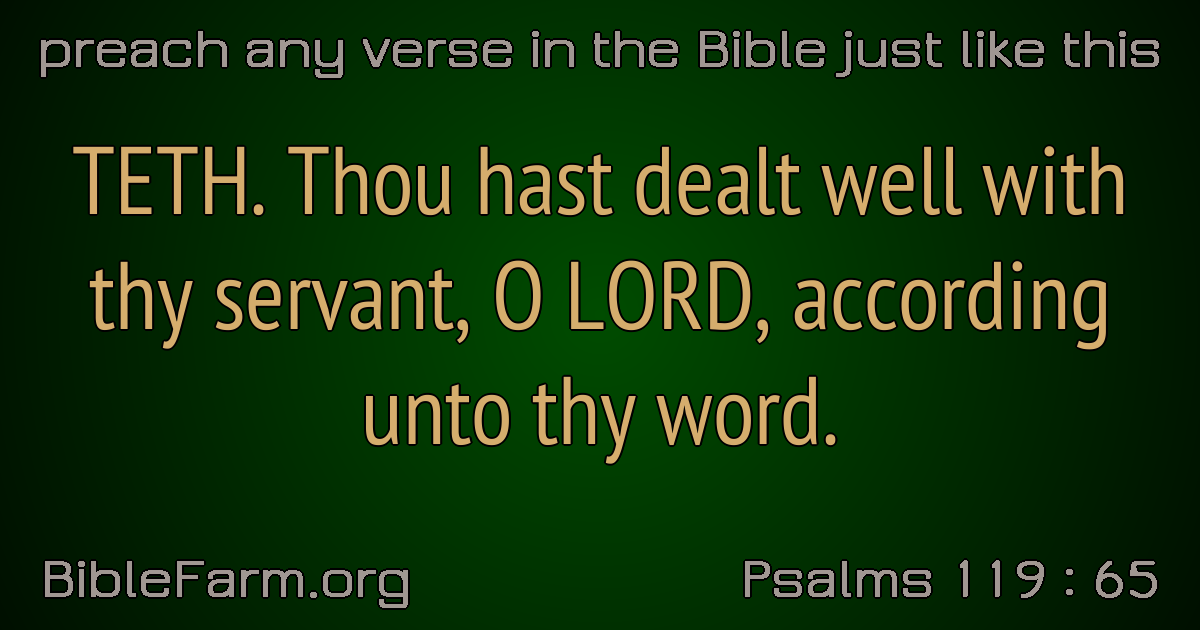 preach any verse in the Bible just like this
TETH. Thou hast dealt well with
thy servant, O LORD, according
unto thy word.
BibleFarm.org
Psalms 119 : 65